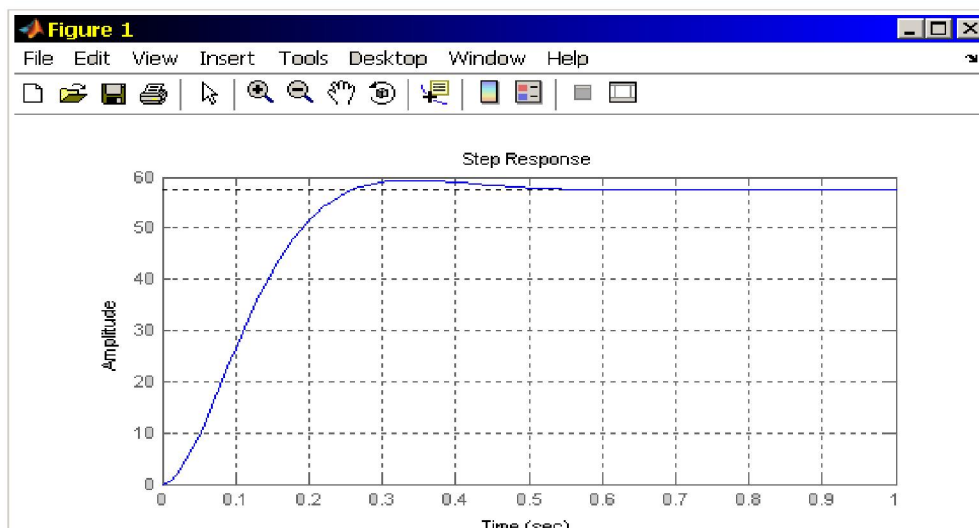 Figure 1
File Edit View Insert Tools Desktop Window Help
Step Response
60
50
40
30
20
10
0
Amplitude
0 0.1 0.2 0.3 0.4 0.5 0.6 0.7 0.8 0.9 1
Time (sec)